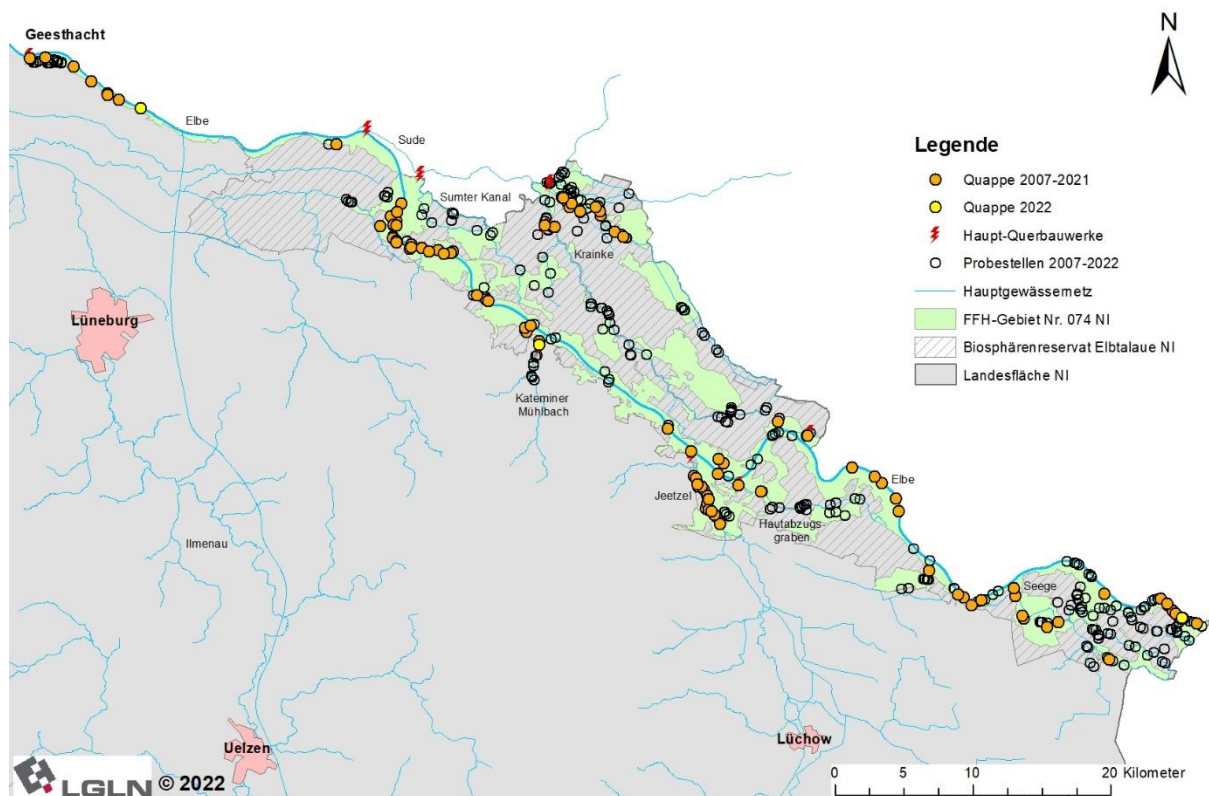 Geesthacht
N
Elbe
Sude
Sumter Kanal
Krainke
Lüneburg
Kateminer
Mühlbach
Jeetzel
Hautabzugs-
graben
Elbe
Ilmenau
Seege
Uelzen
Lüchow
Legende
Quappe 2007-2021
Quappe 2022
Haupt-Querbauwerke
Probestellen 2007-2022
Hauptgewässernetz
FFH-Gebiet Nr. 074 NI
Biosphärenreservat Elbtalaue NI
Landesfläche NI
0 5 10 20 Kilometer
LGLN © 2022